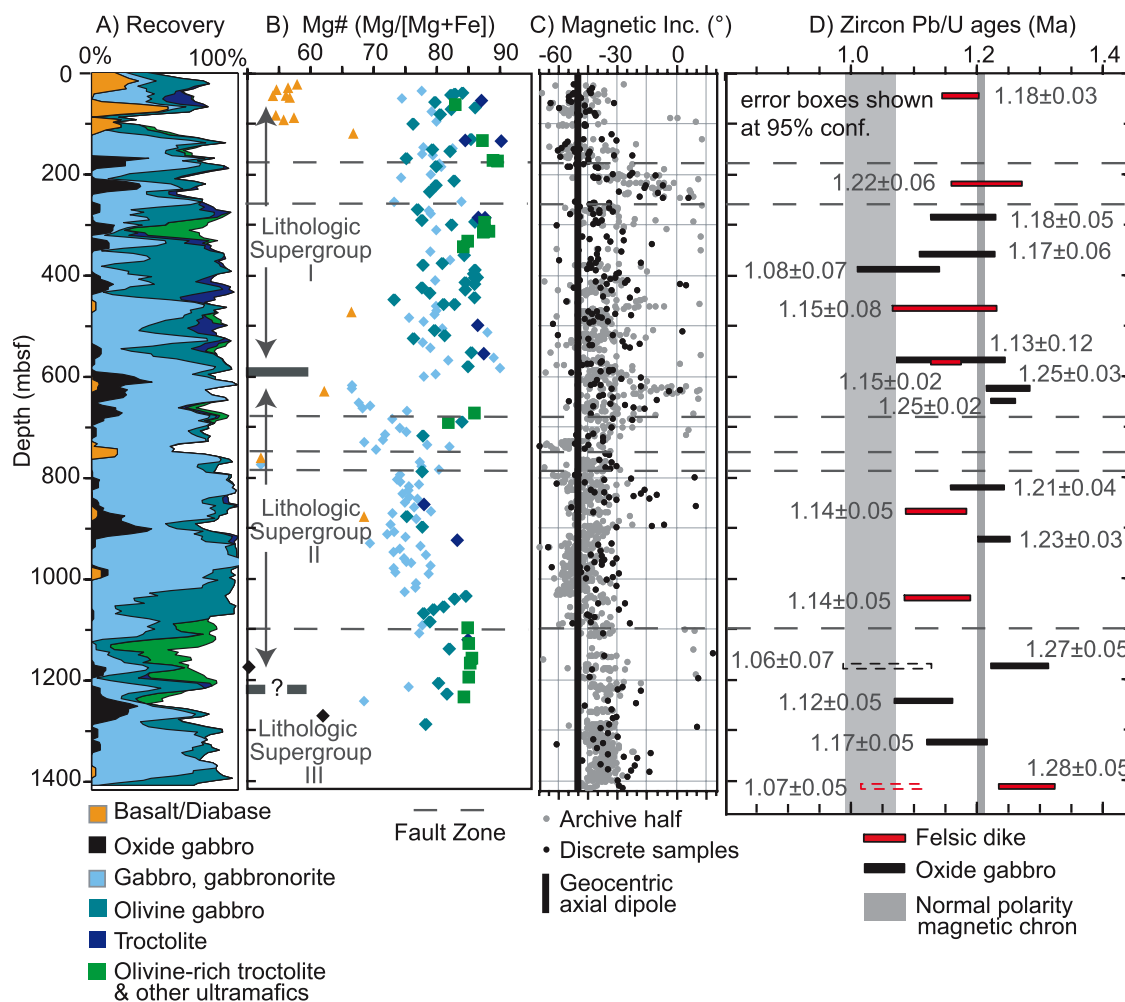 A) Recovery
0% 100%
B) Mg# (Mg/[Mg+Fe])
60 70 80 90
C) Magnetic Inc. (°)
-60 -30 0
D) Zircon Pb/U ages (Ma)
1.0 1.2 1.4
Depth (mbsf)
0
200
400
600
800
1000
1200
1400
Lithologic
Supergroup
I
Lithologic
Supergroup
II
?
Lithologic
Supergroup
III
error boxes shown
at 95% conf.
1.18±0.03
1.22±0.06
1.18±0.05
1.17±0.06
1.08±0.07
1.15±0.08
1.13±0.12
1.15±0.02
1.25±0.03
1.25±0.02
1.21±0.04
1.14±0.05
1.23±0.03
1.14±0.05
1.27±0.05
1.06±0.07
1.12±0.05
1.17±0.05
1.28±0.05
1.07±0.05
Basalt/Diabase
Oxide gabbro
Gabbro, gabbronorite
Olivine gabbro
Troctolite
Olivine-rich troctolite
& other ultramafics
Fault Zone
Archive half
Discrete samples
Geocentric
axial dipole
Felsic dike
Oxide gabbro
Normal polarity
magnetic chron